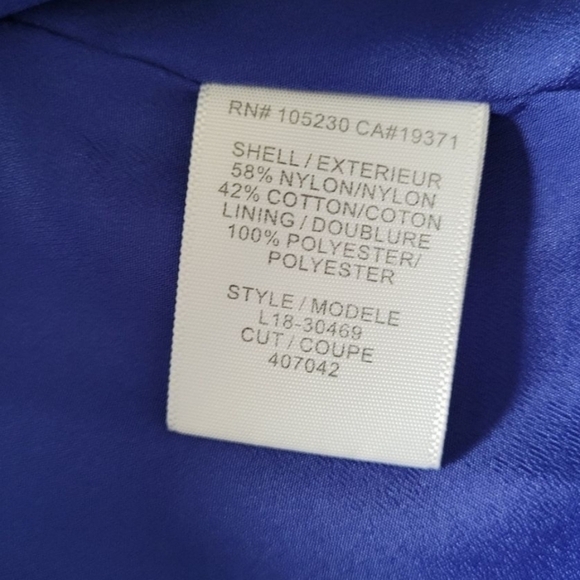 RN# 105230 CA#19371
SHELL / EXTERIEUR
58% NYLON/NYLON
42% COTTON/COTON
LINING / DOUBLURE
100% POLYESTER/
POLYESTER
STYLE / MODELE
L18-30469
CUT / COUPE
407042